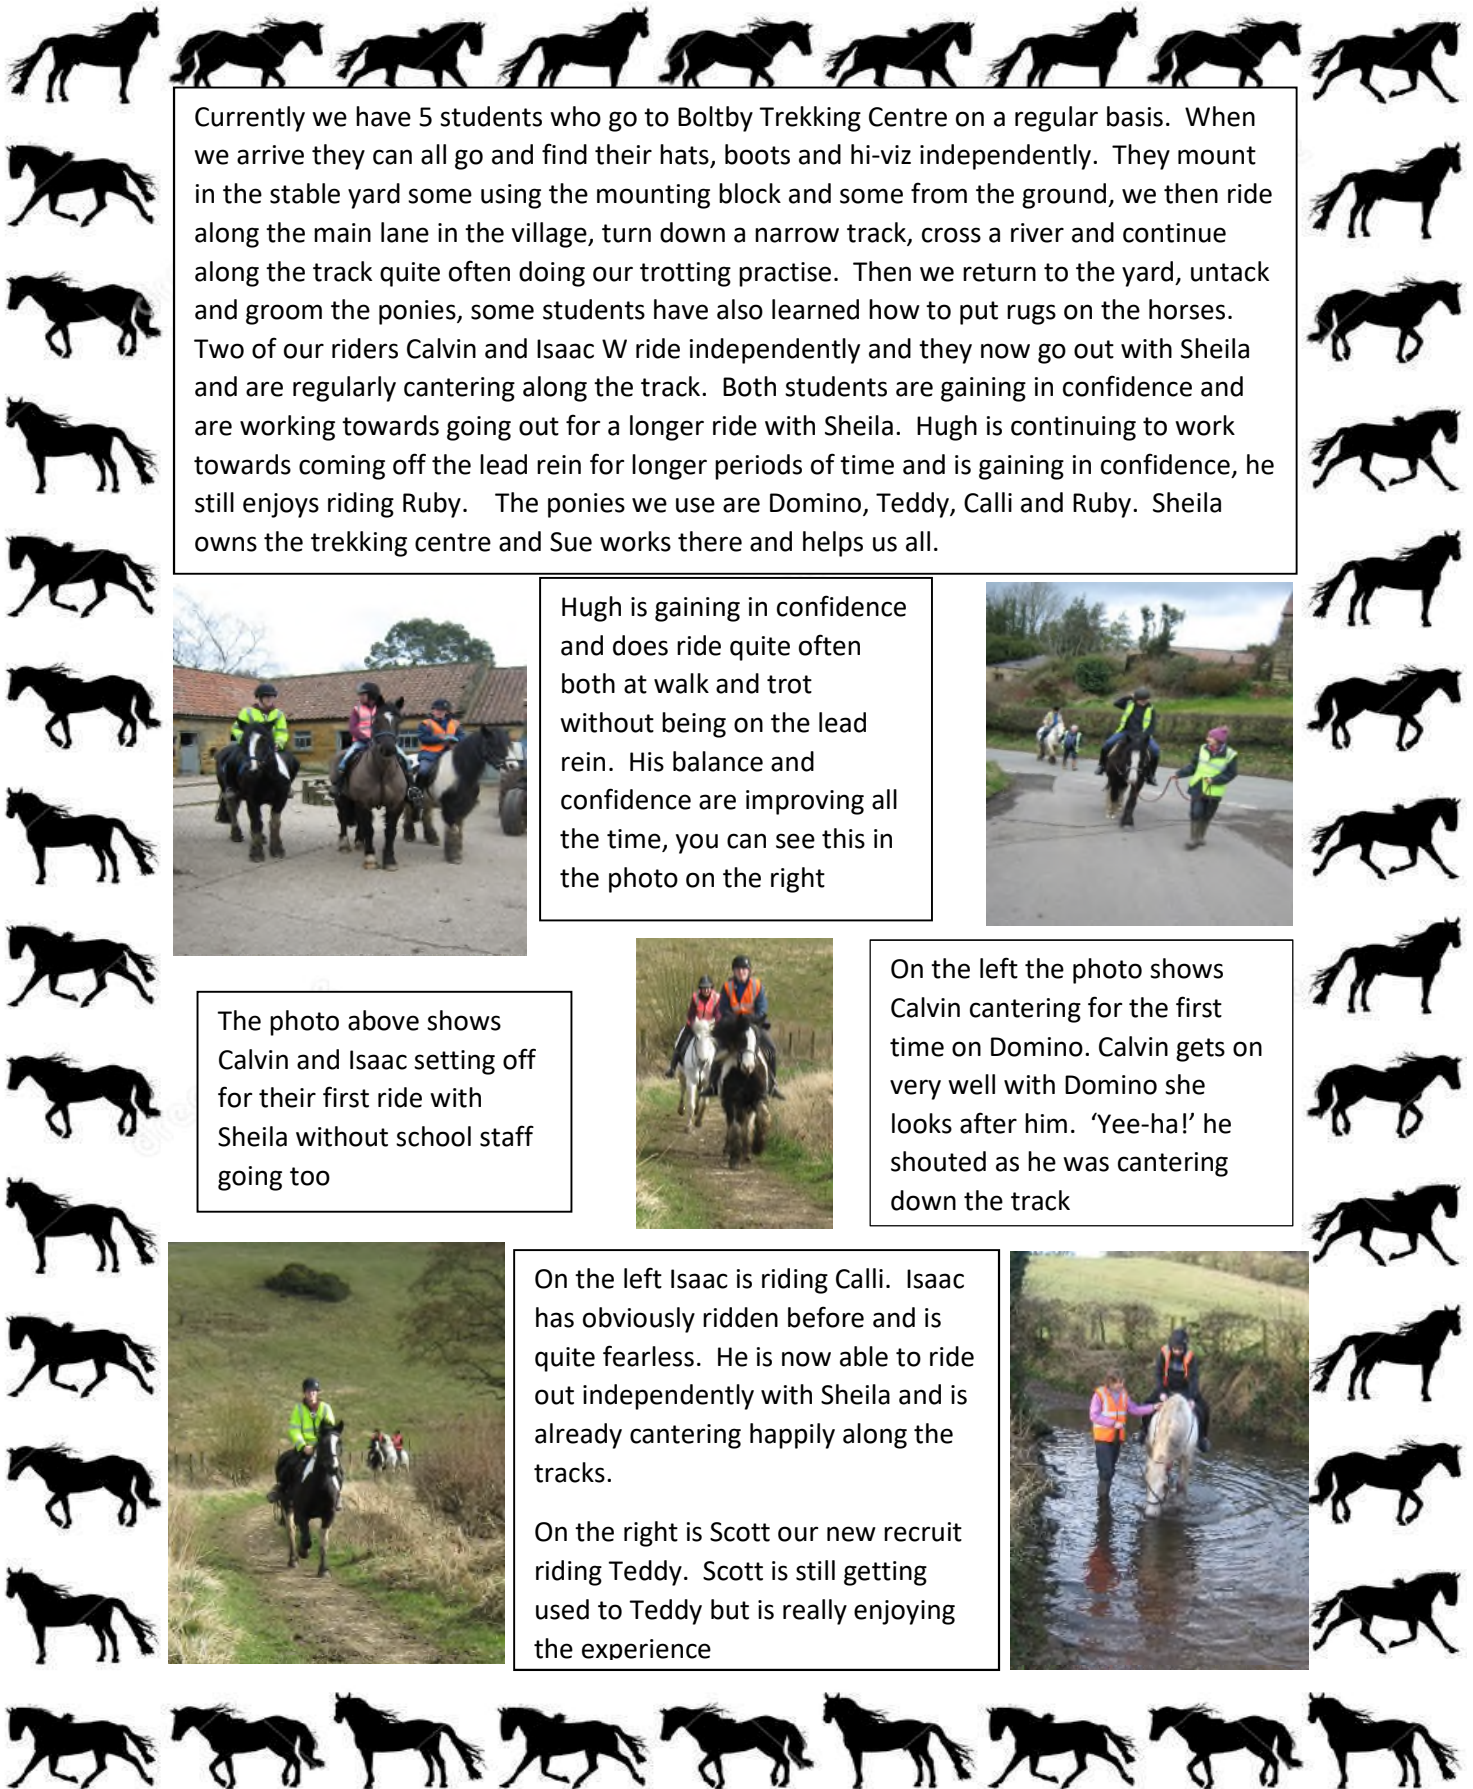 Currently we have 5 students who go to Boltby Trekking Centre on a regular basis.  When
we arrive they can all go and find their hats, boots and hi-viz independently.  They mount
in the stable yard some using the mounting block and some from the ground, we then ride
along the main lane in the village, turn down a narrow track, cross a river and continue
along the track quite often doing our trotting practise.  Then we return to the yard, untack
and groom the ponies, some students have also learned how to put rugs on the horses.
Two of our riders Calvin and Isaac W ride independently and they now go out with Sheila
and are regularly cantering along the track.  Both students are gaining in confidence and
are working towards going out for a longer ride with Sheila.  Hugh is continuing to work
towards coming off the lead rein for longer periods of time and is gaining in confidence, he
still enjoys riding Ruby.    The ponies we use are Domino, Teddy, Calli and Ruby.  Sheila
owns the trekking centre and Sue works there and helps us all.
Hugh is gaining in confidence
and does ride quite often
both at walk and trot
without being on the lead
rein.  His balance and
confidence are improving all
the time, you can see this in
the photo on the right
The photo above shows
Calvin and Isaac setting off
for their first ride with
Sheila without school staff
going too
On the left the photo shows
Calvin cantering for the first
time on Domino. Calvin gets on
very well with Domino she
looks after him.  ‘Yee-ha!’ he
shouted as he was cantering
down the track
On the left Isaac is riding Calli.  Isaac
has obviously ridden before and is
quite fearless.  He is now able to ride
out independently with Sheila and is
already cantering happily along the
tracks.
On the right is Scott our new recruit
riding Teddy.  Scott is still getting
used to Teddy but is really enjoying
the experience